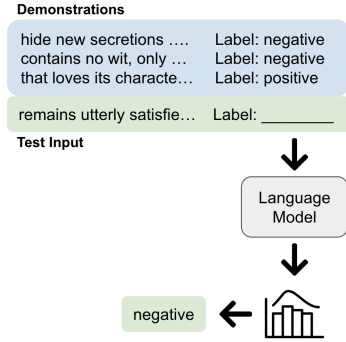 Demonstrations
hide new secretions .... Label: negative
contains no wit, only ... Label: negative
that loves its characte... Label: positive
remains utterly satisfie... Label: _________
Test Input
Language
Model
negative